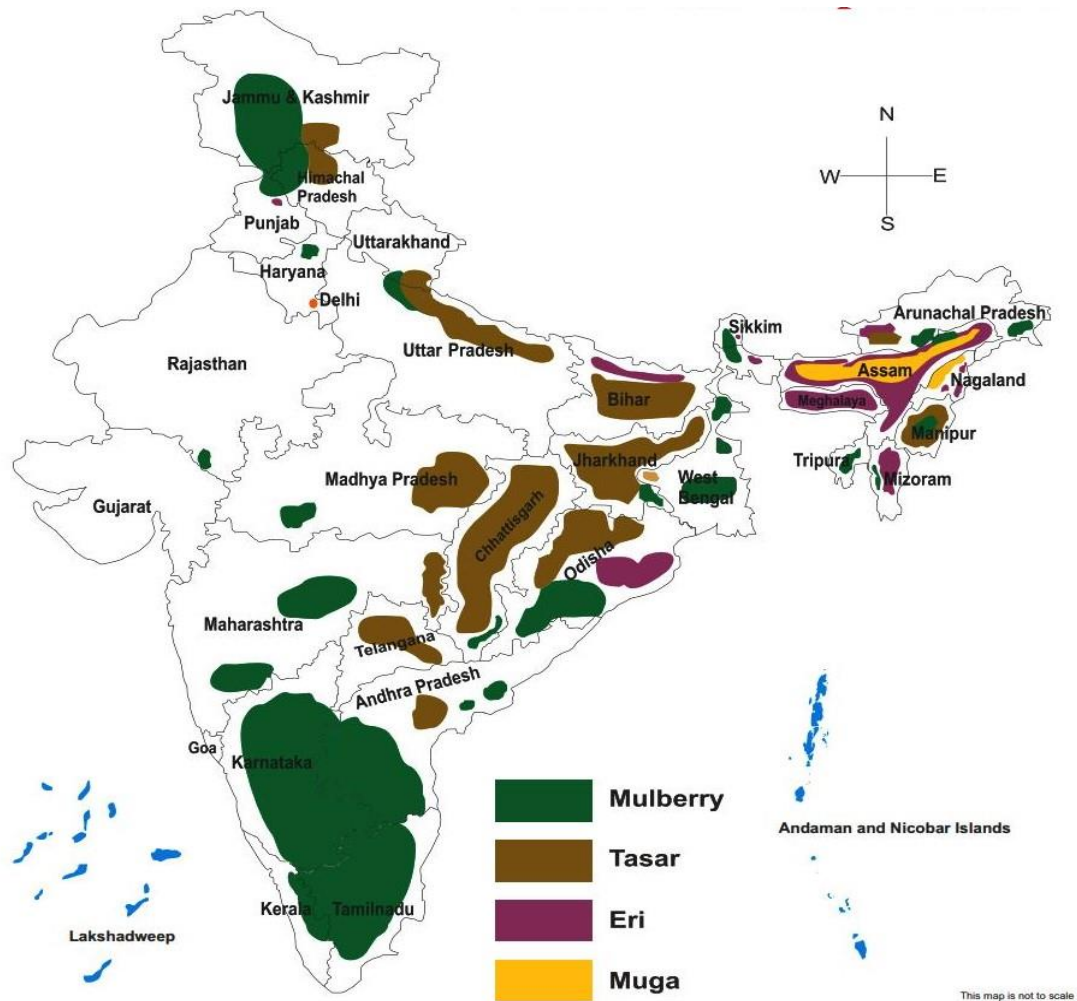 Jammu & Kashmir
N
W
E
S
Himachal
Pradesh
Punjab
Uttarakhand
Haryana
Delhi
Sikkim
Arunachal Pradesh
Rajasthan
Uttar Pradesh
Assam
Nagaland
Bihar
Meghalaya
Manipur
Jharkhand
Tripura
Madhya Pradesh
West
Bengal
Mizoram
Gujarat
Chhattisgarh
Odisha
Maharashtra
Telangana
Andhra Pradesh
Goa
Karnataka
Mulberry
Andaman and Nicobar Islands
Tasar
Kerala
Tamilnadu
Eri
Lakshadweep
Muga
This map is not to scale